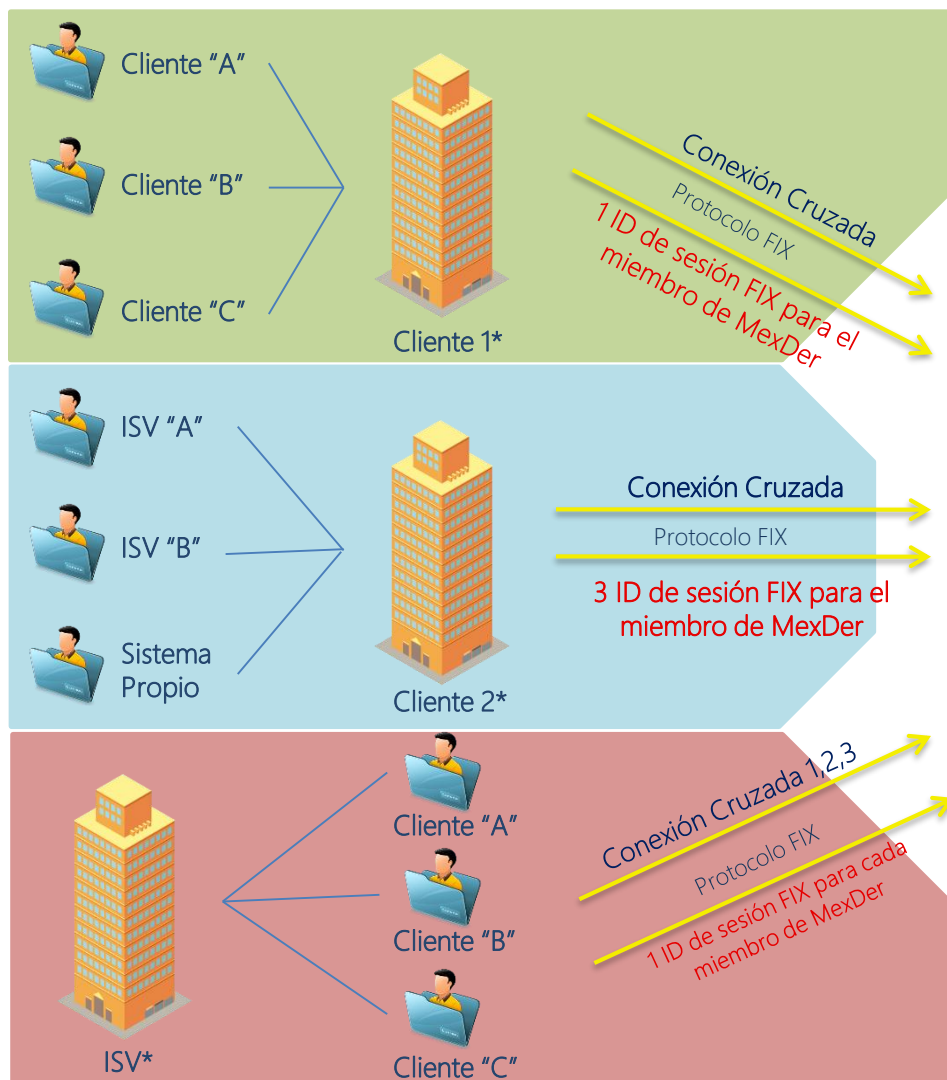 Cliente “A”
Cliente “B”
Cliente “C”
Cliente 1*
Conexión Cruzada
Protocolo FIX
1 ID de sesión FIX para el
miembro de MexDer
ISV “A”
ISV “B”
Sistema
Propio
Cliente 2*
Conexión Cruzada
Protocolo FIX
3 ID de sesión FIX para el
miembro de MexDer
ISV*
Cliente “A”
Cliente “B”
Cliente “C”
Conexión Cruzada 1,2,3
Protocolo FIX
1 ID de sesión FIX para cada
miembro de MexDer